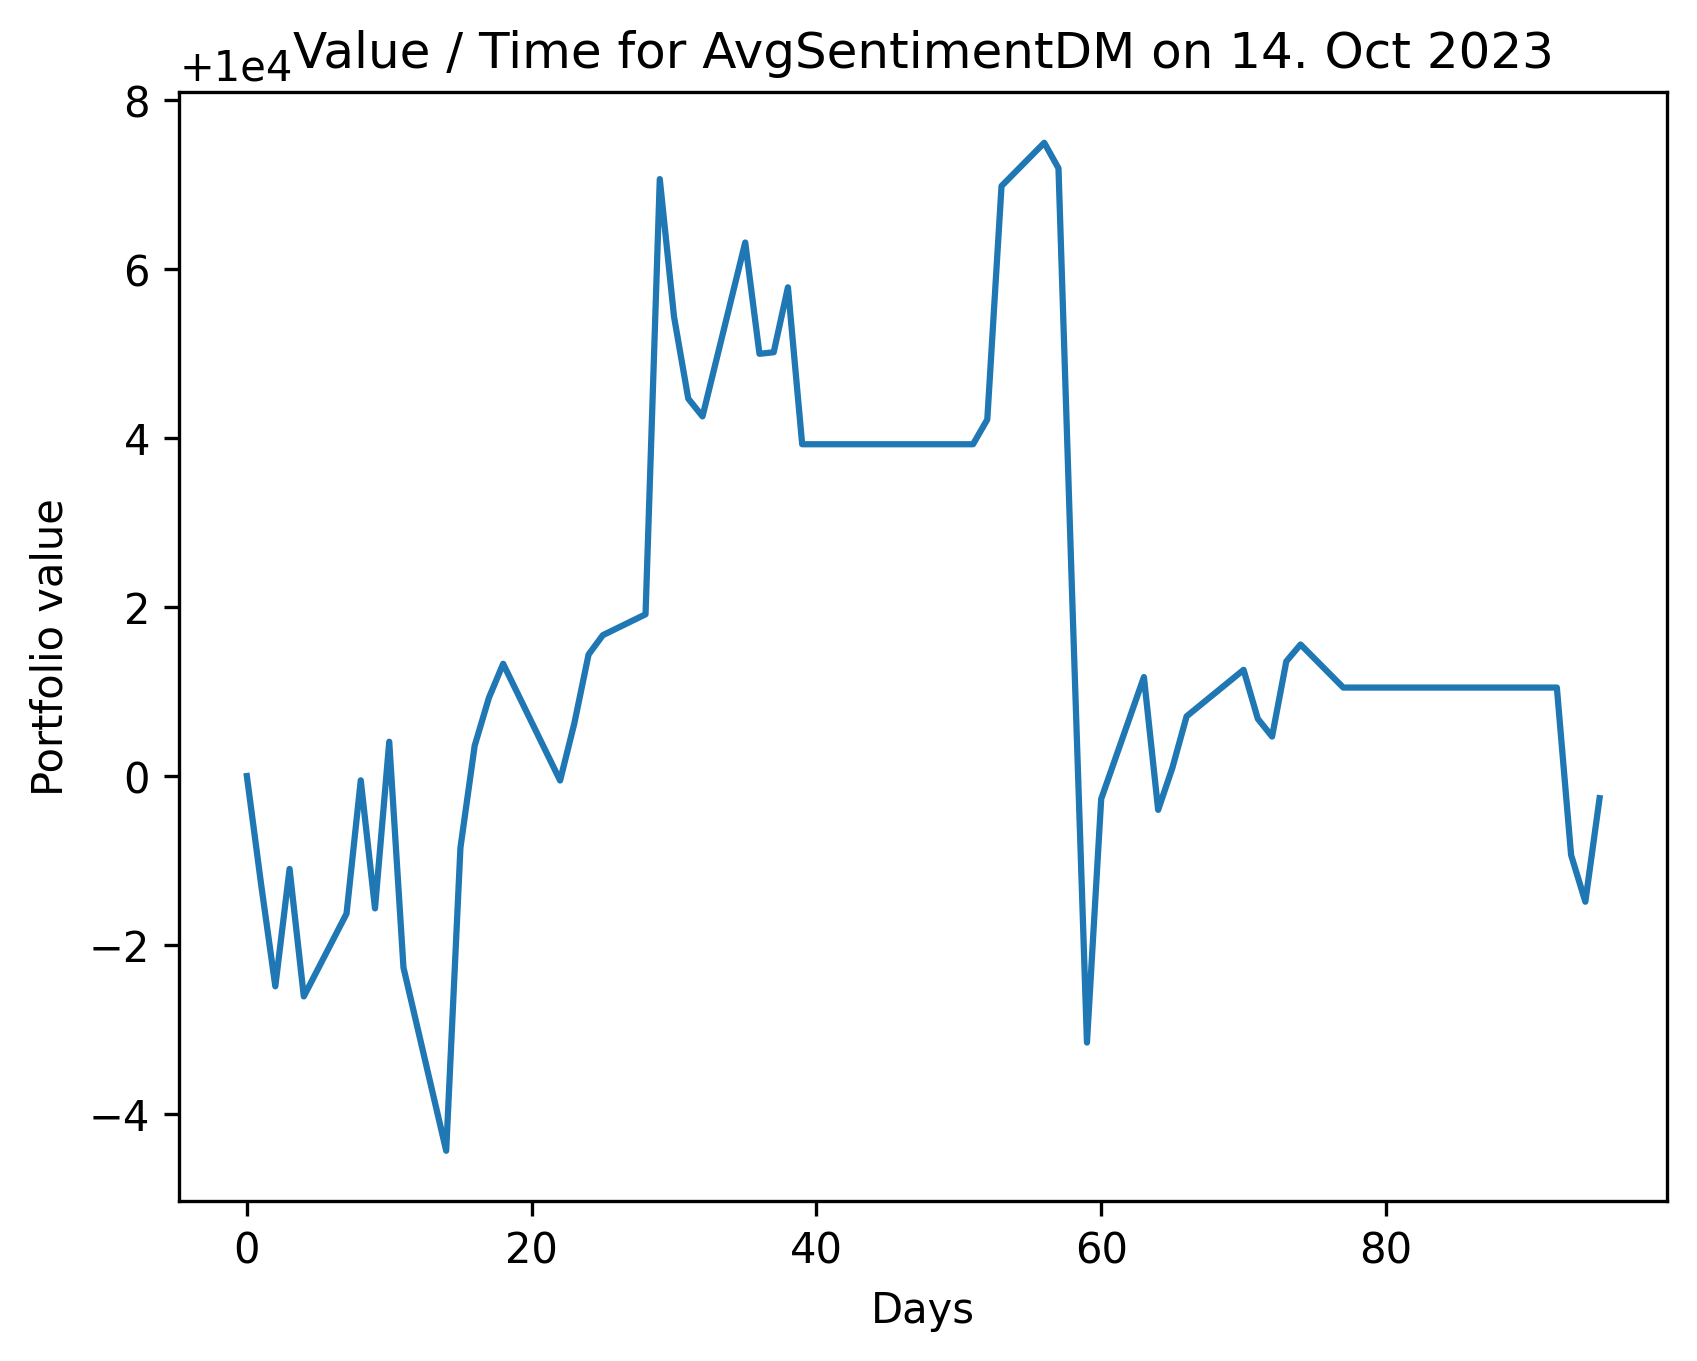 Value / Time for AvgSentimentDM on 14. Oct 2023
+1e4
8
6
4
2
0
−2
−4
Portfolio value
0 20 40 60 80
Days